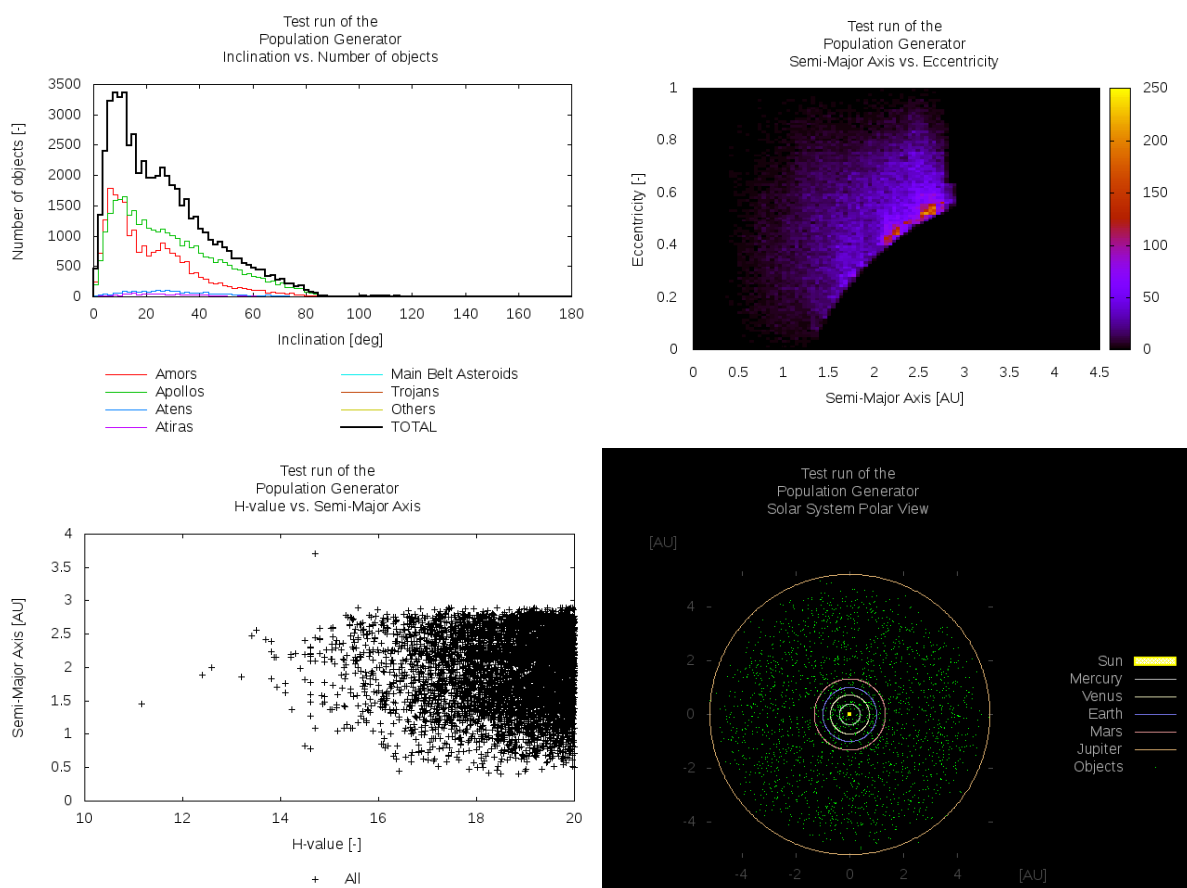 Test run of the
Population Generator
Inclination vs. Number of objects
Number of objects [-]
3500
3000
2500
2000
1500
1000
500
0
0 20 40 60 80 100 120 140 160 180
Inclination [deg]
Amors
Apollos
Atens
Atiras
Main Belt Asteroids
Trojans
Others
TOTAL
Test run of the
Population Generator
Semi-Major Axis vs. Eccentricity
Eccentricity [-]
1
0.8
0.6
0.4
0.2
0
0 0.5 1 1.5 2 2.5 3 3.5 4 4.5
Semi-Major Axis [AU]
250
200
150
100
50
0
Test run of the
Population Generator
H-value vs. Semi-Major Axis
Semi-Major Axis [AU]
4
3.5
3
2.5
2
1.5
1
0.5
0
10 12 14 16 18 20
H-value [-]
All
Test run of the
Population Generator
Solar System Polar View
[AU]
4
2
0
-2
-4
-4 -2 0 2 4
[AU]
Sun
Mercury
Venus
Earth
Mars
Jupiter
Objects